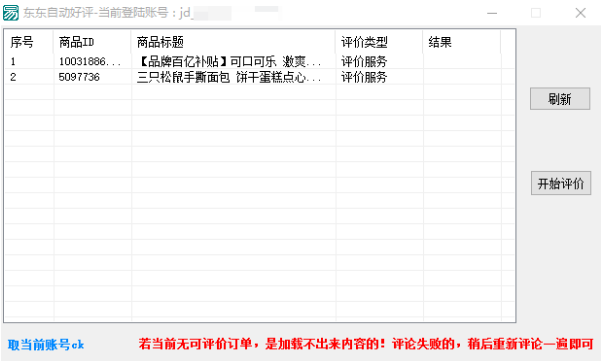 东东自动好评-当前登陆账号：jd_
序号 商品ID 商品标题 评价类型 结果
1 10031886... 【品牌百亿补贴】可口可乐 激爽... 评价服务
2 5097736 三只松鼠手撕面包 饼干蛋糕点心... 评价服务
刷新
开始评价
取当前账号ck 若当前无可评价订单，是加载不出来内容的！评论失败的，稍后重新评论一遍即可